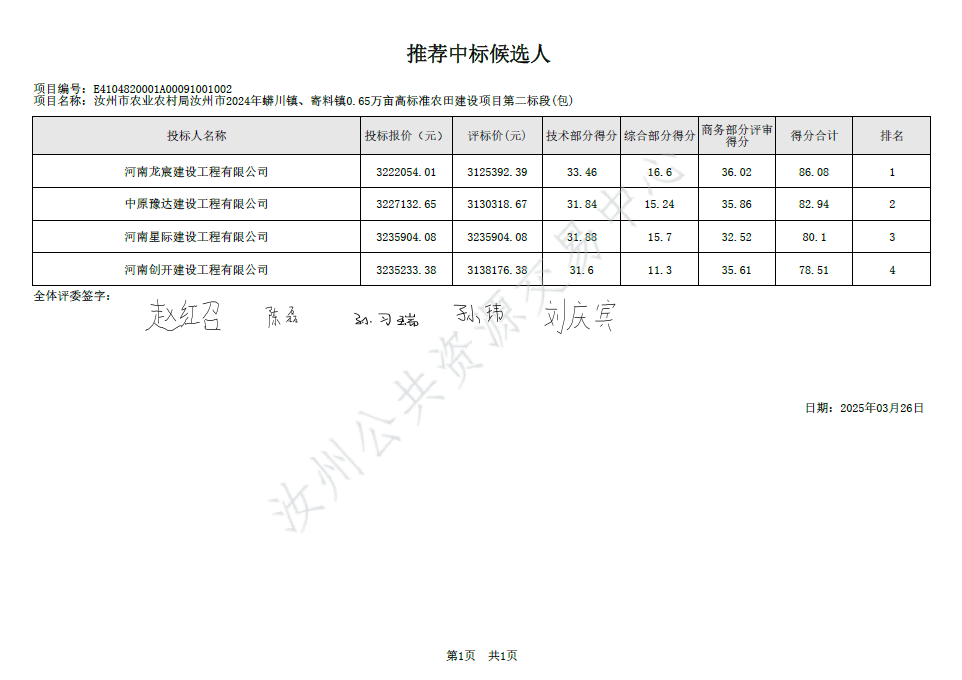 推荐中标候选人
项目编号: E4104820001A00091001002
项目名称: 汝州市农业农村局汝州市2024年蟒川镇、寄料镇0.65万亩高标准农田建设项目第二标段(包)
投标人名称 投标报价（元） 评标价(元) 技术部分得分 综合部分得分 商务部分评审得分 得分合计 排名
河南龙宸建设工程有限公司 3222054.01 3125392.39 33.46 16.6 36.02 86.08 1
中原豫达建设工程有限公司 3227132.65 3130318.67 31.84 15.24 35.86 82.94 2
河南星际建设工程有限公司 3235904.08 3235904.08 31.88 15.7 32.52 80.1 3
河南创开建设工程有限公司 3235233.38 3138176.38 31.6 11.3 35.61 78.51 4
全体评委签字:
赵红召 陈磊 孙习瑞 孙玮 刘庆宾
日期: 2025年03月26日
汝州公共资源交易中心
第1页 共1页